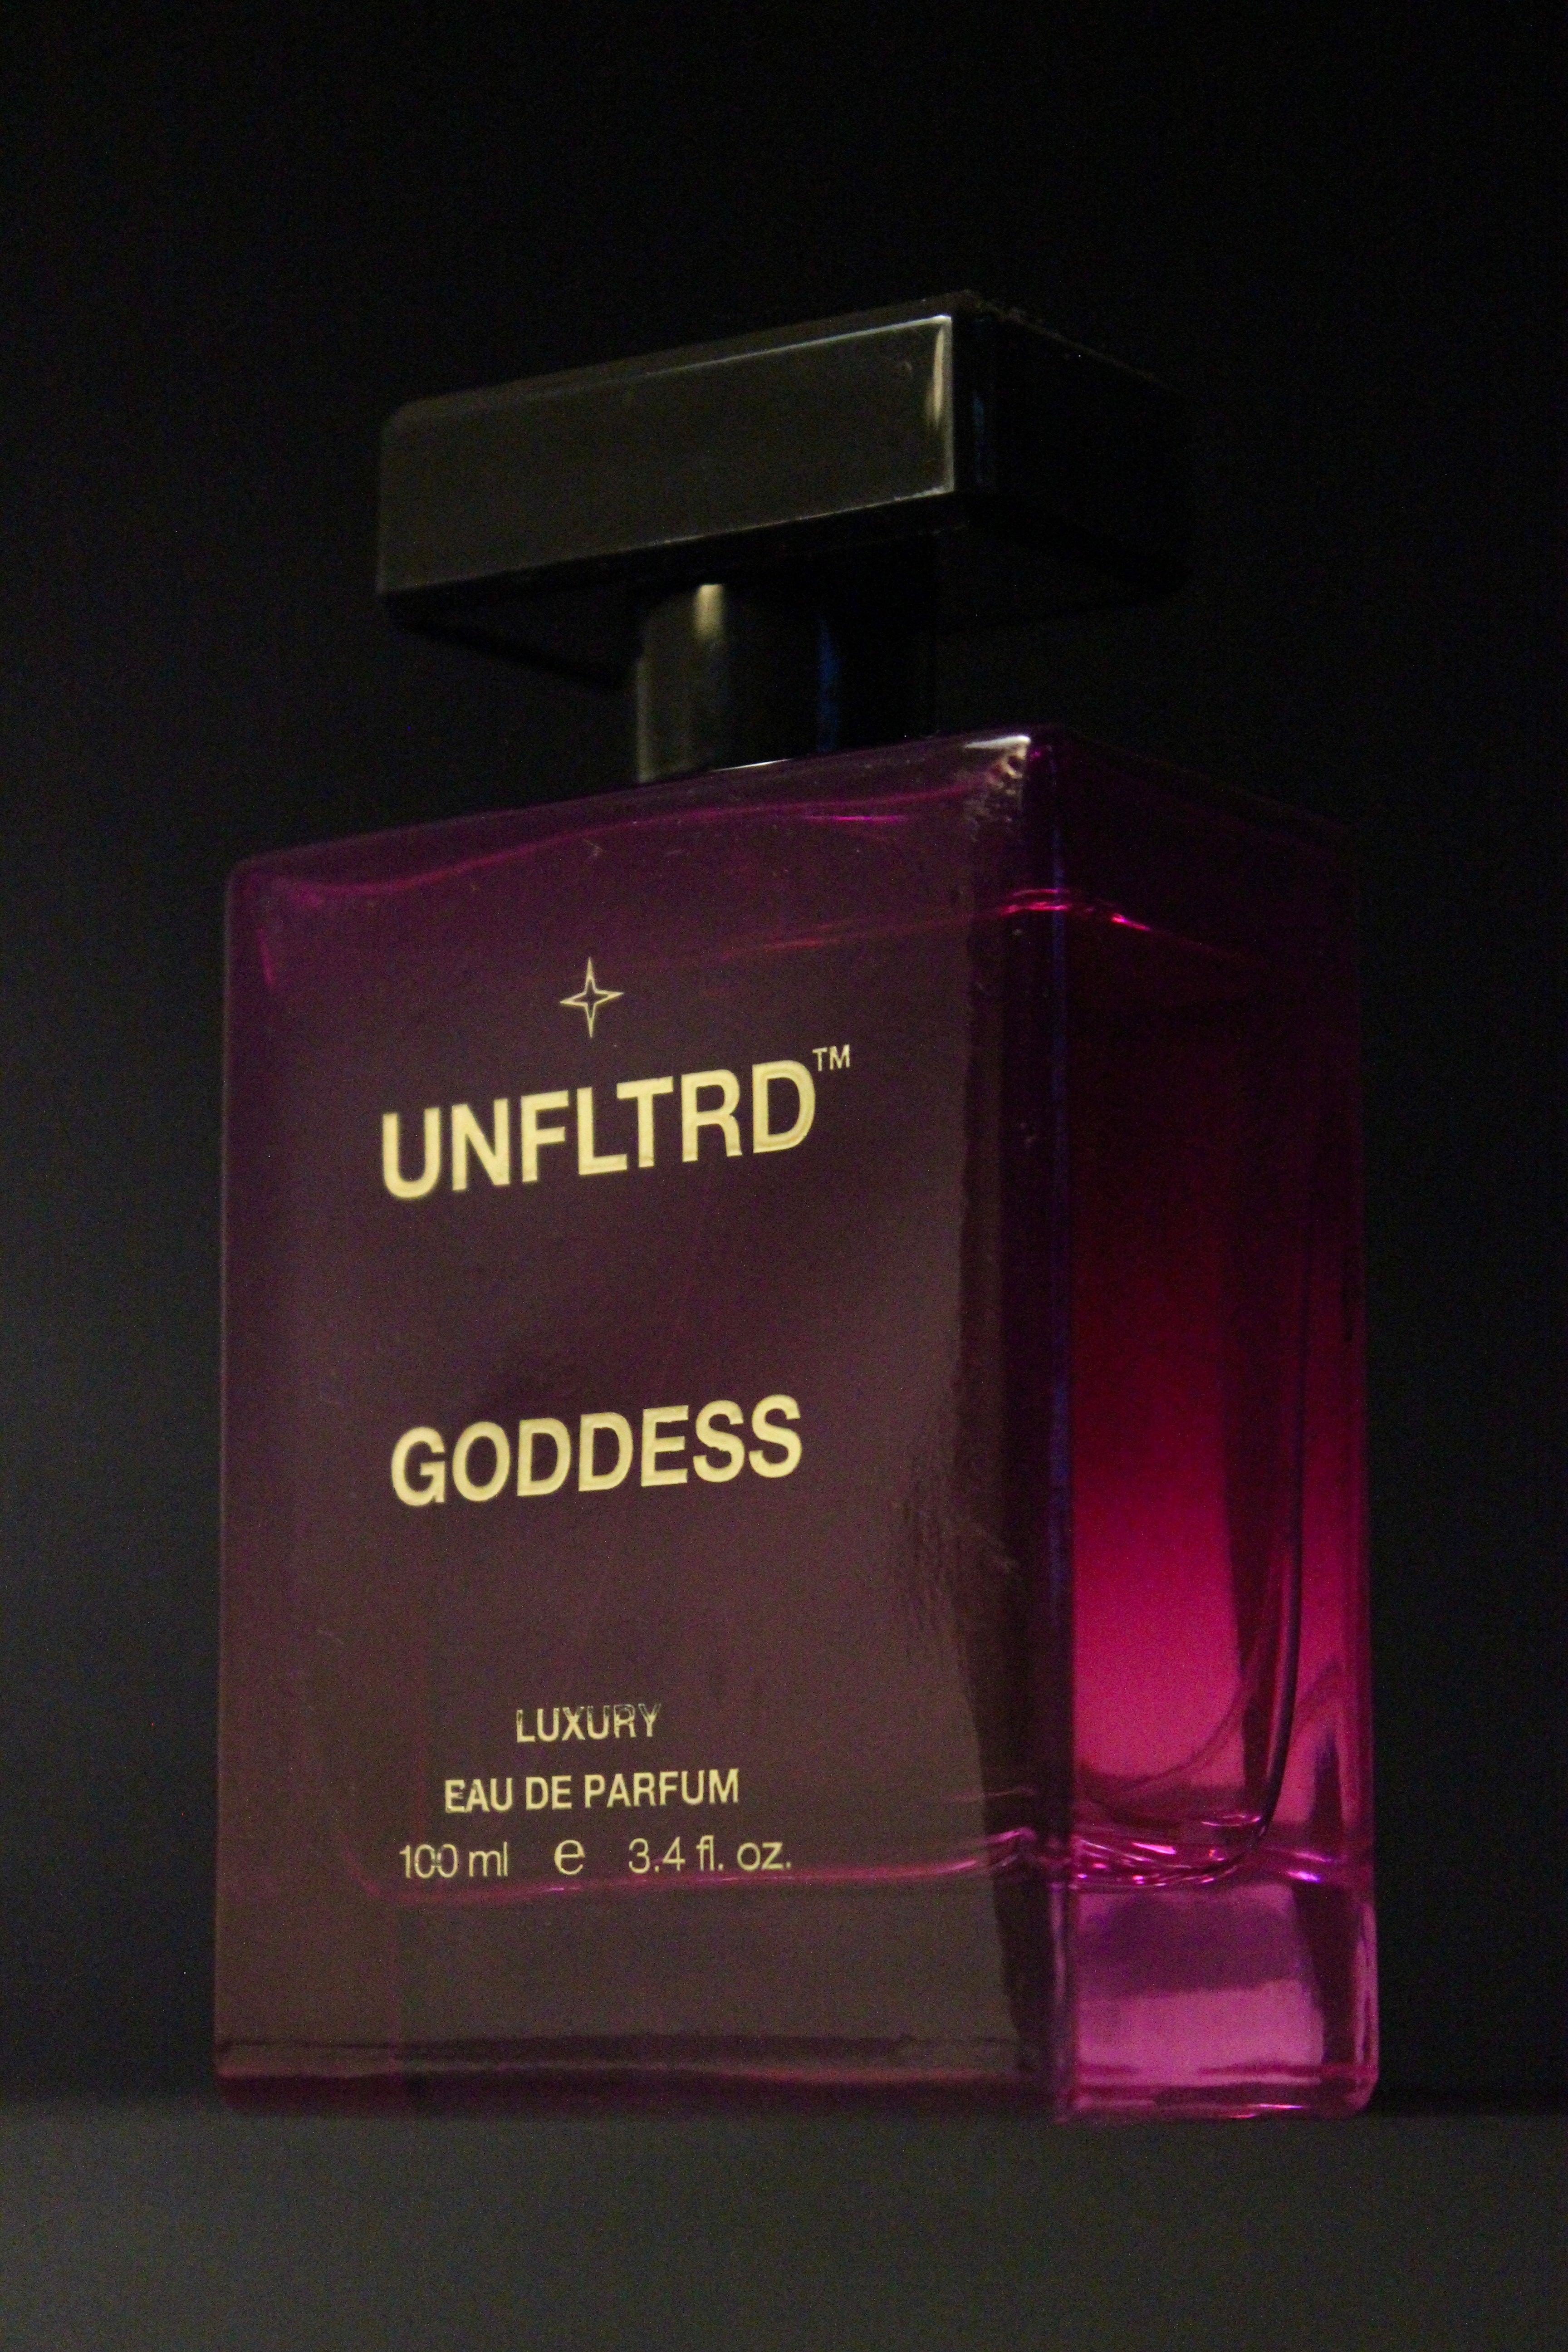 UNFLTRD™
GODDESS
LUXURY
EAU DE PARFUM
100 ml e 3.4 fl. oz.